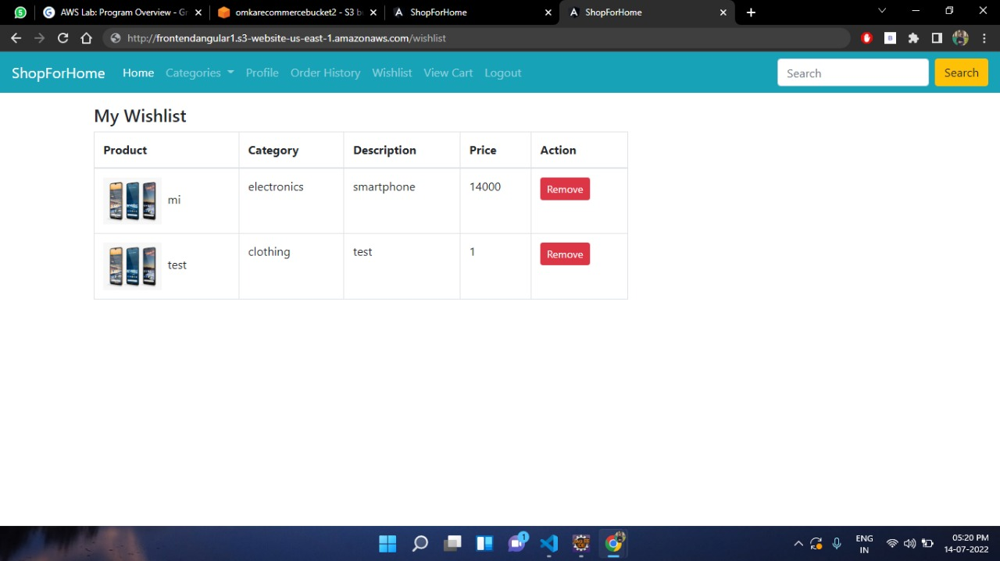 5
AWS Lab: Program Overview - Gr
omkarecommercebucket2 - S3 b
ShopForHome
ShopForHome
http://frontendangular1.s3-website-us-east-1.amazonaws.com/wishlist
ShopForHome Home Categories Profile Order History Wishlist View Cart Logout Search Search
My Wishlist
Product Category Description Price Action
mi electronics smartphone 14000 Remove
test clothing test 1 Remove
1
ENG
IN
05:20 PM
14-07-2022